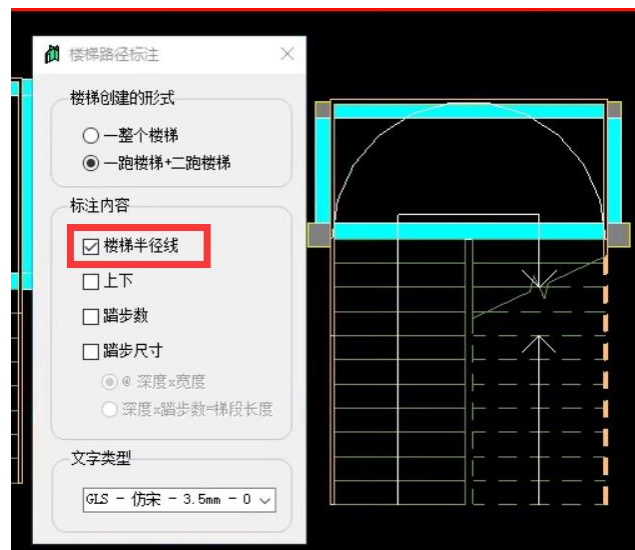 楼梯路径标注
楼梯创建的形式
一整个楼梯
一跑楼梯+二跑楼梯
标注内容
楼梯半径线
上下
踏步数
踏步尺寸
@ 深度x宽度
深度x踏步数=梯段长度
文字类型
GLS - 仿宋 - 3.5mm - 0